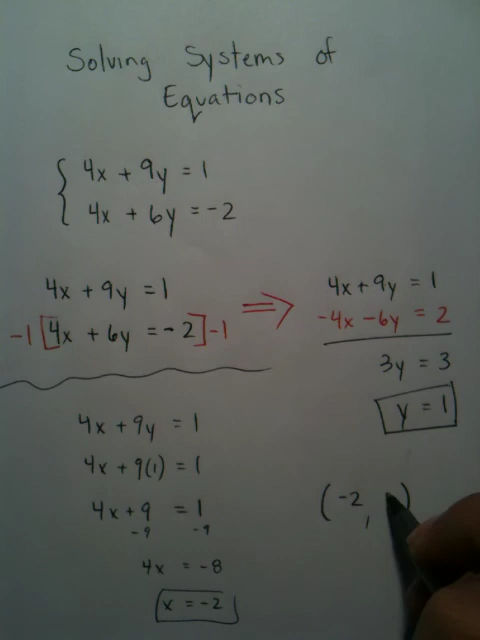 Solving Systems of
Equations
{ 4x + 9y = 1
4x + 6y = -2
4x + 9y = 1
-1 [4x + 6y = -2] -1
⇒
4x + 9y = 1
-4x - 6y = 2
3y = 3
y = 1
4x + 9y = 1
4x + 9(1) = 1
4x + 9 = 1
-9 -9
4x = -8
x = -2
(-2, )